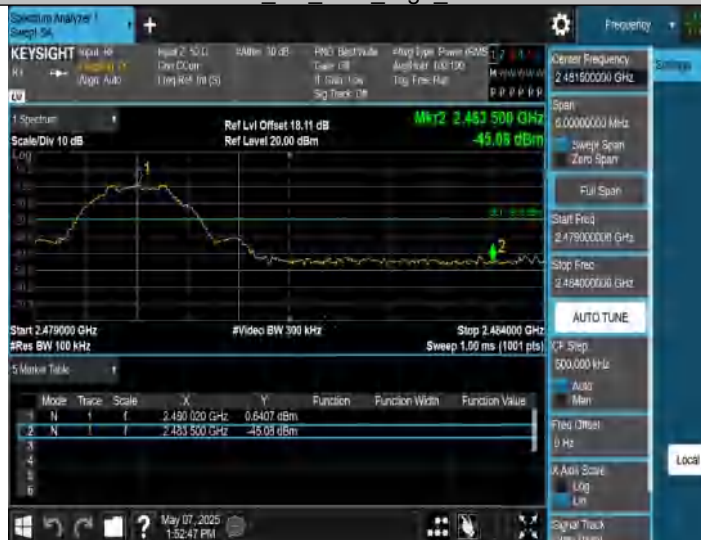 Spectrum Analyzer 1
Swept SA
+
Frequency
KEYSIGHT Input: RF
Align: Auto
Input Z: 50 Ω
Freq Ref: Int (S)
#Atten: 30 dB
PNO: Best Wide
Gate: Off
IF Gain: Low
Sig Track: Off
Avg Type: Power (RMS)
Trig: Free Run
P P P P P P
LV
1 Spectrum
Scale/Div 10 dB
Ref Lvl Offset 18.11 dB
Ref Level 20.00 dBm
Mkr2 2.483 500 GHz
-45.08 dBm
Log
1
2
Start 2.479000 GHz
#Res BW 100 kHz
#Video BW 300 kHz
Stop 2.484000 GHz
Sweep 1.00 ms (1001 pts)
5 Marker Table
Mode Trace Scale X Y Function Function Width Function Value
1 N 1 f 2.480 020 GHz 0.6407 dBm
2 N 1 f 2.483 500 GHz -45.08 dBm
3
4
5
6
May 07, 2025
1:52:47 PM
Center Frequency
2.481500000 GHz
Span
Swept Span
Zero Span
Full Span
Start Freq
2.479000000 GHz
Stop Freq
2.484000000 GHz
AUTO TUNE
CF Step
500.000 kHz
Auto
Man
Freq Offset
0 Hz
X Axis Scale
Log
Lin
Signal Track
Settings
Local